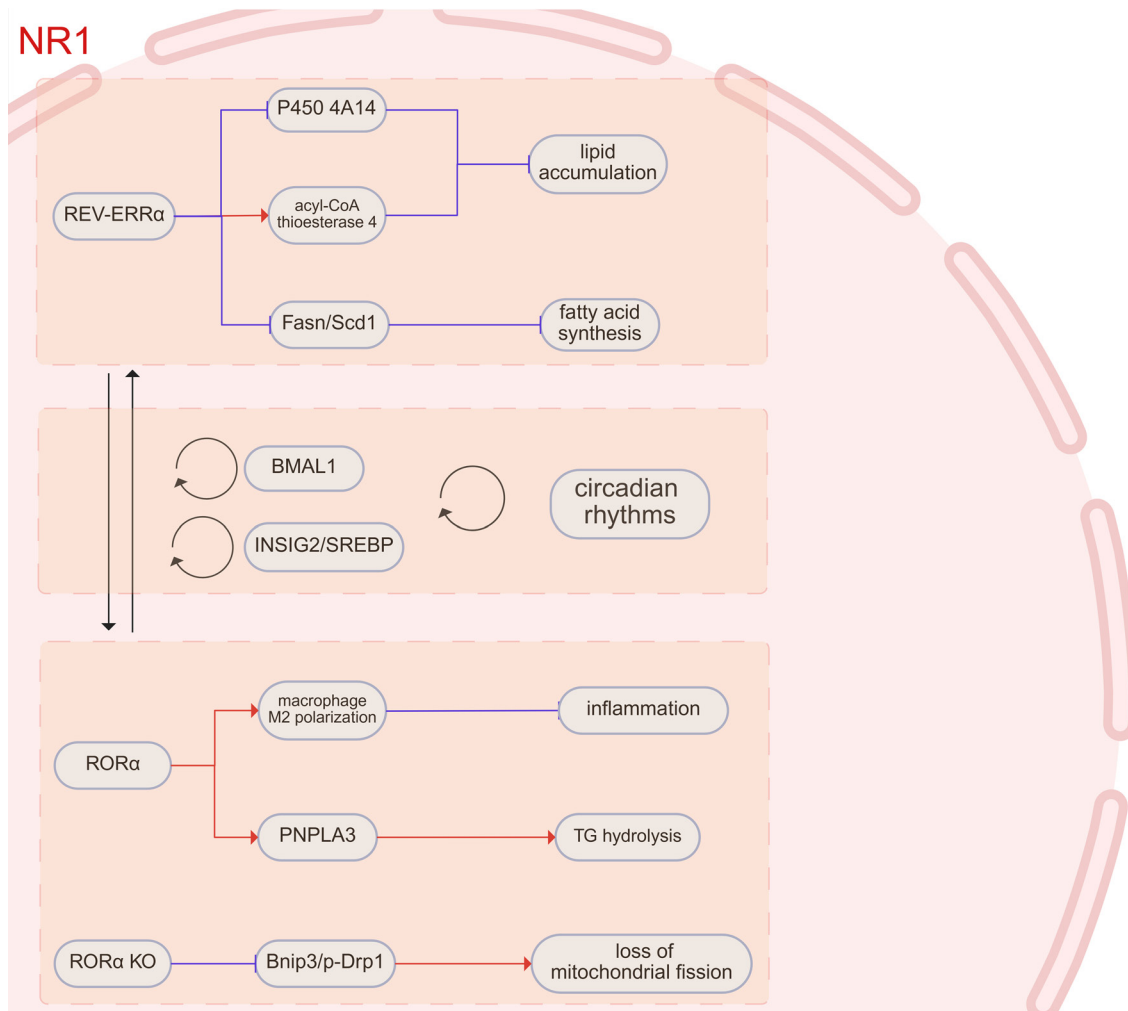 NR1
P450 4A14
lipid
accumulation
REV-ERRα
acyl-CoA
thioesterase 4
Fasn/Scd1
fatty acid
synthesis
BMAL1
circadian
rhythms
INSIG2/SREBP
macrophage
M2 polarization
inflammation
RORα
PNPLA3
TG hydrolysis
RORα KO
Bnip3/p-Drp1
loss of
mitochondrial fission